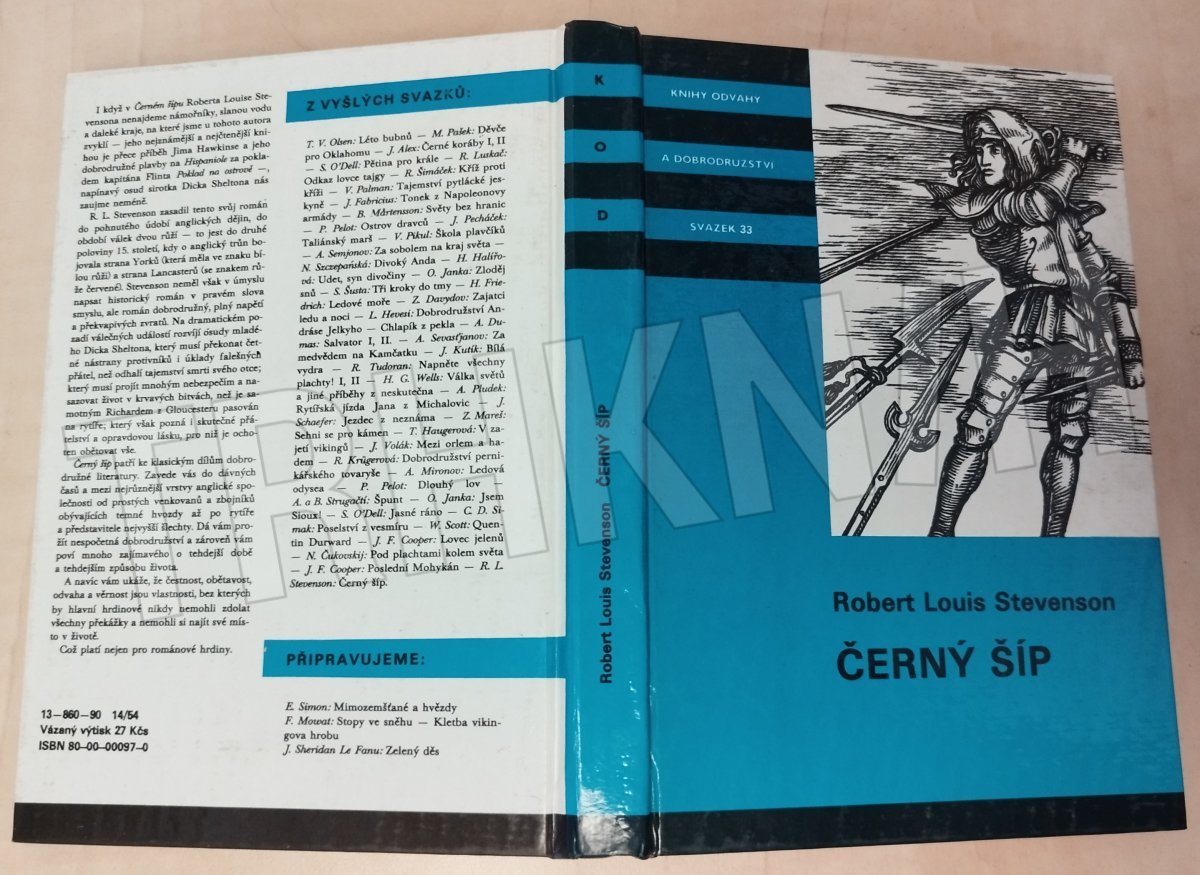 I když v Černém šípu Roberta Louise Ste-
vensona nenajdeme námořníky, slanou vodu
a daleké kraje, na které jsme u tohoto autora
zvyklí — jeho nejznámější a nejčtenější kni-
hou je přece příběh Jima Hawkinse a jeho
dobrodružné plavby na Hispaniole za pokla-
dem kapitána Flinta Poklad na ostrově —,
napínavý osud sirotka Dicka Sheltona nás
zaujme neméně.
R. L. Stevenson zasadil tento svůj román
do pohnutého údobí anglických dějin, do
období válek dvou růží — to jest do druhé
poloviny 15. století, kdy o anglický trůn bo-
jovala strana Yorků (která měla ve znaku bí-
lou růži) a strana Lancasterů (se znakem rů-
že červené). Stevenson neměl však v úmyslu
napsat historický román v pravém slova
smyslu, ale román dobrodružný, plný napětí
a překvapivých zvratů. Na dramatickém po-
zadí válečných událostí rozvíjí osudy mladé-
ho Dicka Sheltona, který musí překonat čet-
né nástrany protivníků i úklady falešných
přátel, než odhalí tajemství smrti svého otce;
který musí projít mnohým nebezpečím a na-
sazovat život v krvavých bitvách, než je sa-
motným Richardem z Gloucesteru pasován
na rytíře; který však pozná i skutečné přá-
telství a opravdovou lásku, pro niž je ocho-
ten obětovat vše.
Černý šíp patří ke klasickým dílům dobro-
družné literatury. Zavede vás do dávných
časů a mezi nejrůznější vrstvy anglické spo-
lečnosti od prostých venkovanů a zbojníků
obývajících temné hvozdy až po rytíře
a představitele nejvyšší šlechty. Dá vám pro-
žít nespočetná dobrodružství a zároveň vám
poví mnoho zajímavého o tehdejší době
a tehdejším způsobu života.
A navíc vám ukáže, že čestnost, obětavost,
odvaha a věrnost jsou vlastnosti, bez kterých
by hlavní hrdinové nikdy nemohli zdolat
všechny překážky a nemohli si najít své mís-
to v životě.
Což platí nejen pro románové hrdiny.
13—860—90 14/54
Vázaný výtisk 27 Kčs
ISBN 80—00—00097—0
Z VYŠLÝCH SVAZKŮ:
T. V. Olsen: Léto bubnů — M. Pašek: Děvče
pro Oklahomu — J. Alex: Černé koráby I, II
— S. O'Dell: Pětina pro krále — R. Luskač:
Odkaz lovce tajgy — R. Šimáček: Kříž proti
kříži — V. Palman: Tajemství pytlácké jes-
kyně — J. Fabricius: Tonek z Napoleonovy
armády — B. Mårtensson: Světy bez hranic
— P. Pelot: Ostrov dravců — J. Pecháček:
Taliánský marš — V. Pikul: Škola plavčíků
— A. Semjonov: Za sobolem na kraj světa —
N. Szczepańská: Divoký Anda — H. Halířo-
vá: Udet, syn divočiny — O. Janka: Zloděj
snů — S. Šusta: Tři kroky do tmy — H. Frie-
drich: Ledové moře — Z. Davydov: Zajatci
ledu a noci — L. Hevesi: Dobrodružství An-
dráse Jelkyho — Chlapík z pekla — A. Du-
mas: Salvator I, II. — A. Sevasťjanov: Za
medvědem na Kamčatku — J. Kutík: Bílá
vydra — R. Tudoran: Napněte všechny
plachty! I, II — H. G. Wells: Válka světů
a jiné příběhy z neskutečna — A. Pludek:
Rytířská jízda Jana z Michalovic — J.
Schaefer: Jezdec z neznáma — Z. Mareš:
Sehni se pro kámen — T. Haugerová: V za-
jetí vikingů — J. Volák: Mezi orlem a ha-
dem — R. Krügerová: Dobrodružství perni-
kářského tovaryše — A. Mironov: Ledová
odysea — P. Pelot: Dlouhý lov —
A. a B. Strugačtí: Špunt — O. Janka: Jsem
Sioux! — S. O'Dell: Jasné ráno — C. D. Si-
mak: Poselství z vesmíru — W. Scott: Quen-
tin Durward — J. F. Cooper: Lovec jelenů
— N. Čukovskij: Pod plachtami kolem světa
— J. F. Cooper: Poslední Mohykán — R. L.
Stevenson: Černý šíp.
PŘIPRAVUJEME:
E. Simon: Mimozemšťané a hvězdy
F. Mowat: Stopy ve sněhu — Kletba vikin-
gova hrobu
J. Sheridan Le Fanu: Zelený děs
K
O
D
Robert Louis Stevenson ČERNÝ ŠÍP
KNIHY ODVAHY
A DOBRODRUŽSTVÍ
SVAZEK 33
Robert Louis Stevenson
ČERNÝ ŠÍP